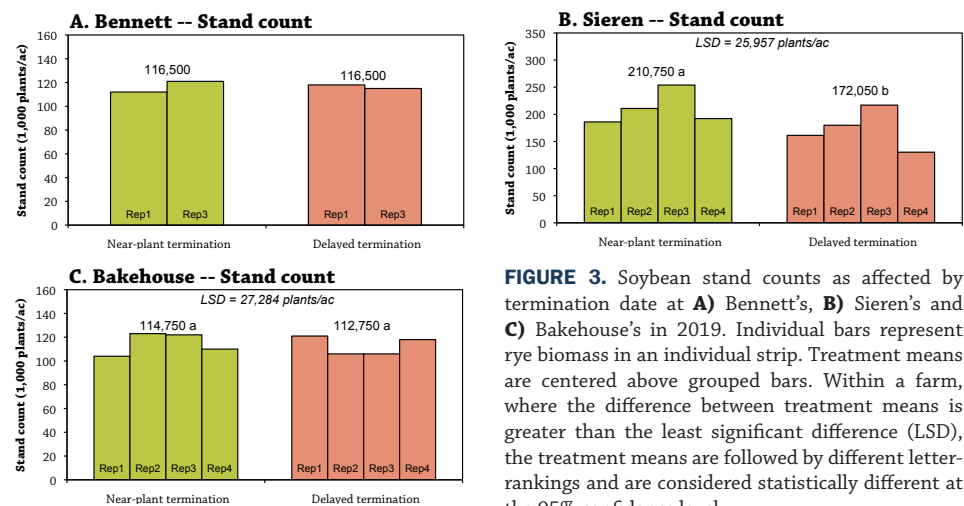 A. Bennett -- Stand count
Stand count (1,000 plants/ac)
160
140
120
100
80
60
40
20
0
116,500
116,500
Rep1
Rep3
Rep1
Rep3
Near-plant termination
Delayed termination
B. Sieren -- Stand count
Stand count (1,000 plants/ac)
LSD = 25,957 plants/ac
350
300
250
200
150
100
50
0
210,750 a
172,050 b
Rep1
Rep2
Rep3
Rep4
Rep1
Rep2
Rep3
Rep4
Near-plant termination
Delayed termination
C. Bakehouse -- Stand count
Stand count (1,000 plants/ac)
LSD = 27,284 plants/ac
160
140
120
100
80
60
40
20
0
114,750 a
112,750 a
Rep1
Rep2
Rep3
Rep4
Rep1
Rep2
Rep3
Rep4
Near-plant termination
Delayed termination
FIGURE 3. Soybean stand counts as affected by
termination date at A) Bennett's, B) Sieren's and
C) Bakehouse's in 2019. Individual bars represent
rye biomass in an individual strip. Treatment means
are centered above grouped bars. Within a farm,
where the difference between treatment means is
greater than the least significant difference (LSD),
the treatment means are followed by different letter-
rankings and are considered statistically different at
the 95% confidence level